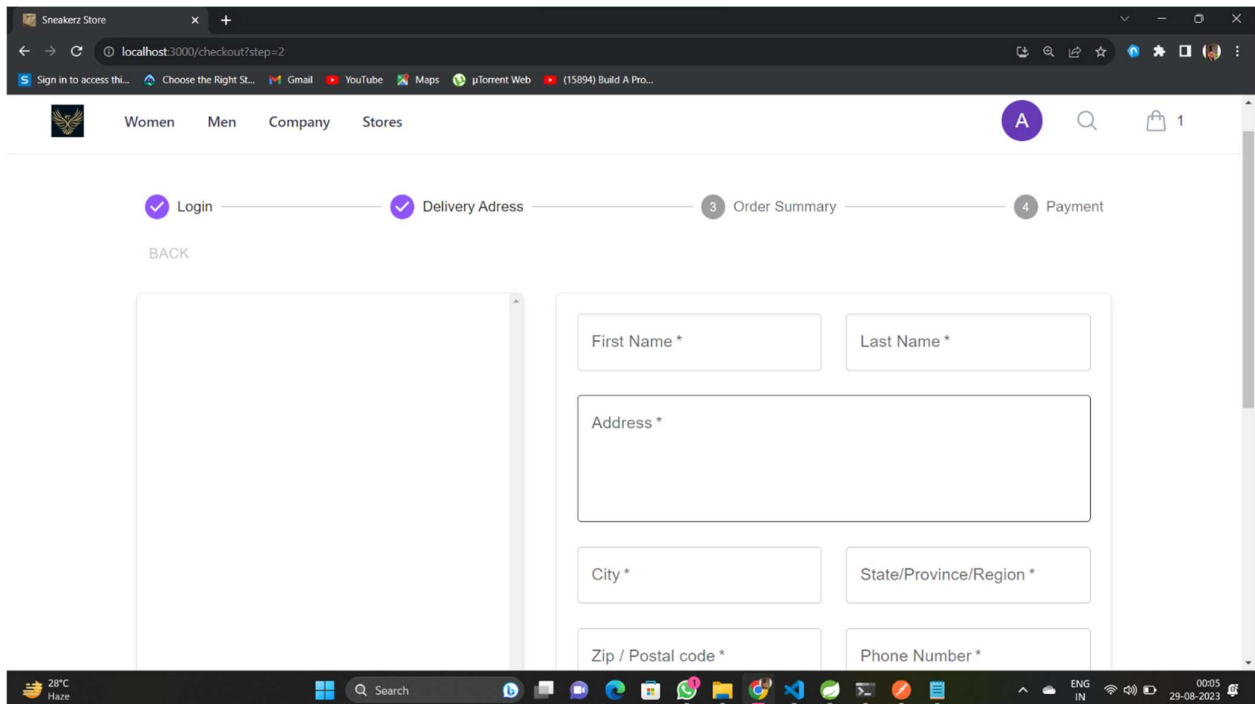 Sneakerz Store
localhost:3000/checkout?step=2
Sign in to access thi... Choose the Right St... Gmail YouTube Maps µTorrent Web (15894) Build A Pro...
Women Men Company Stores A 1
Login Delivery Adress 3 Order Summary 4 Payment
BACK
First Name * Last Name *
Address *
City * State/Province/Region *
Zip / Postal code * Phone Number *
28°C
Haze
Search
1
ENG
IN
00:05
29-08-2023